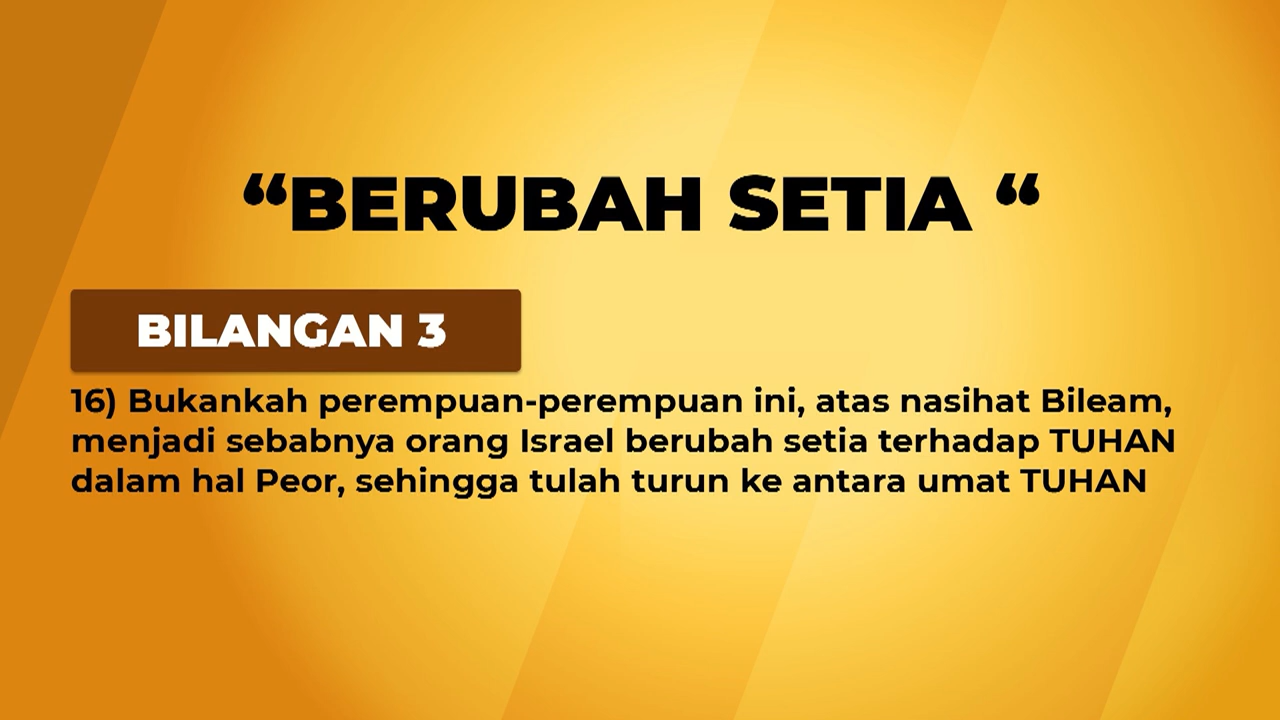 “BERUBAH SETIA “
BILANGAN 3
16) Bukankah perempuan-perempuan ini, atas nasihat Bileam,
menjadi sebabnya orang Israel berubah setia terhadap TUHAN
dalam hal Peor, sehingga tulah turun ke antara umat TUHAN